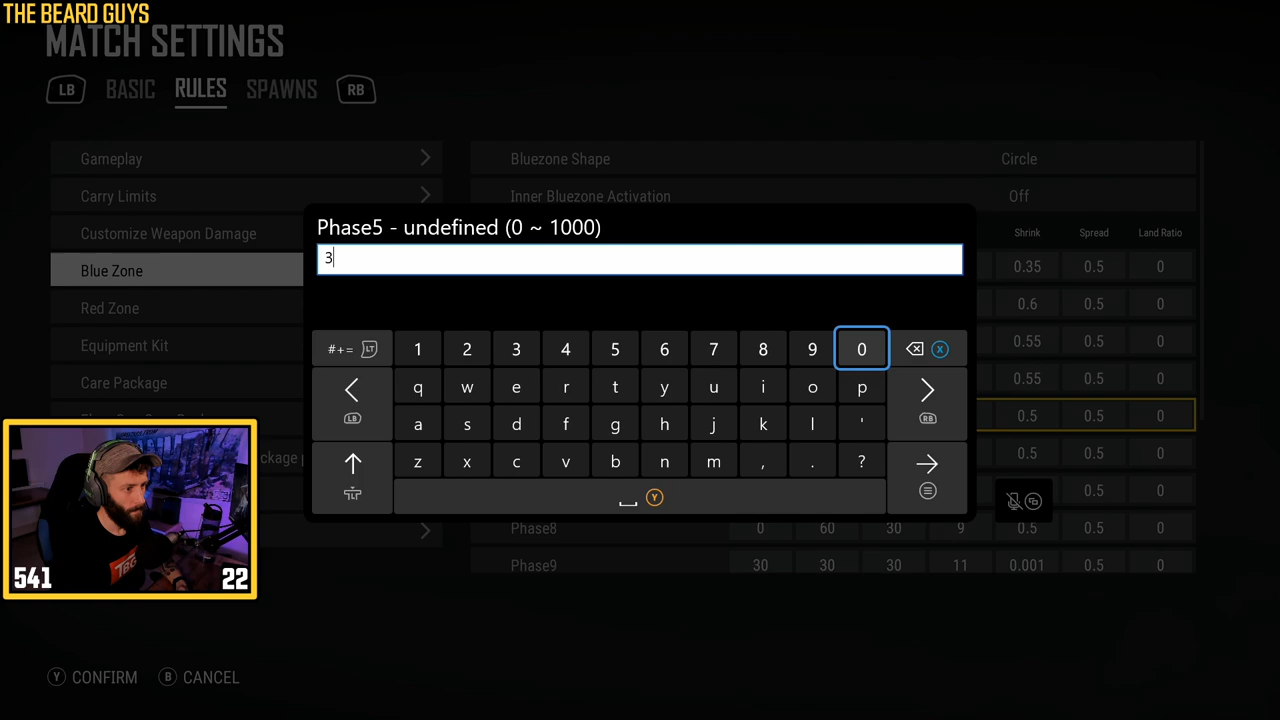 THE BEARD GUYS
MATCH SETTINGS
LB BASIC RULES SPAWNS RB
Gameplay
Carry Limits
Customize Weapon Damage
Blue Zone
Red Zone
Equipment Kit
Care Package
Bluezone Shape Circle
Inner Bluezone Activation Off
Shrink Spread Land Ratio
0.35 0.5 0
0.6 0.5 0
0.55 0.5 0
0.55 0.5 0
0.5 0.5 0
0.5 0.5 0
0.5 0
Phase8 0 60 30 9 0.5 0.5 0
Phase9 30 30 30 11 0.001 0.5 0
Phase5 - undefined (0 ~ 1000)
3
#+= LT 1 2 3 4 5 6 7 8 9 0 X
q w e r t y u i o p
LB a s d f g h j k l ' RB
z x c v b n m , . ?
Y
TBG
541 22
Y CONFIRM B CANCEL